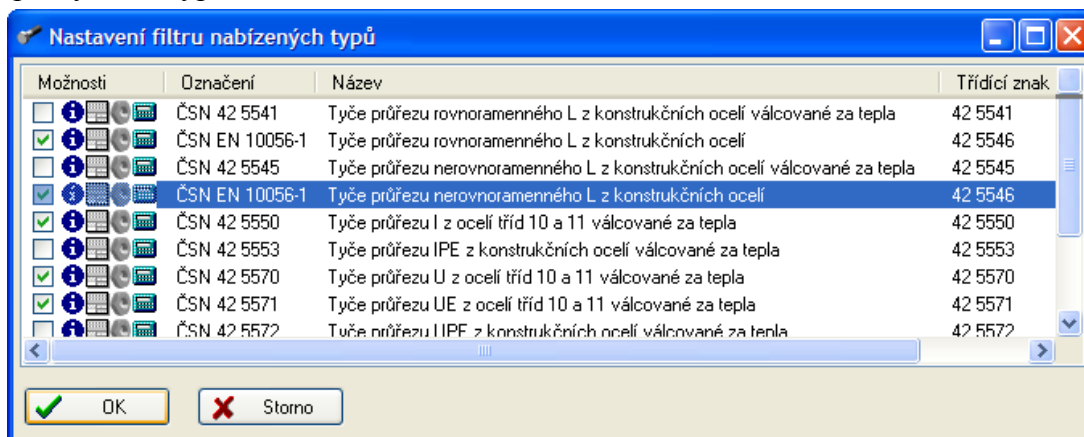 Nastavení filtru nabízených typů
Možnosti Označení Název Třídící znak
ČSN 42 5541 Tyče průřezu rovnoramenného L z konstrukčních ocelí válcované za tepla 42 5541
ČSN EN 10056-1 Tyče průřezu rovnoramenného L z konstrukčních ocelí 42 5546
ČSN 42 5545 Tyče průřezu nerovnoramenného L z konstrukčních ocelí válcované za tepla 42 5545
ČSN EN 10056-1 Tyče průřezu nerovnoramenného L z konstrukčních ocelí 42 5546
ČSN 42 5550 Tyče průřezu I z ocelí tříd 10 a 11 válcované za tepla 42 5550
ČSN 42 5553 Tyče průřezu IPE z konstrukčních ocelí válcované za tepla 42 5553
ČSN 42 5570 Tyče průřezu U z ocelí tříd 10 a 11 válcované za tepla 42 5570
ČSN 42 5571 Tyče průřezu UE z ocelí tříd 10 a 11 válcované za tepla 42 5571
ČSN 42 5572 Tyče průřezu UPE z konstrukčních ocelí válcované za tepla 42 5572
OK Storno